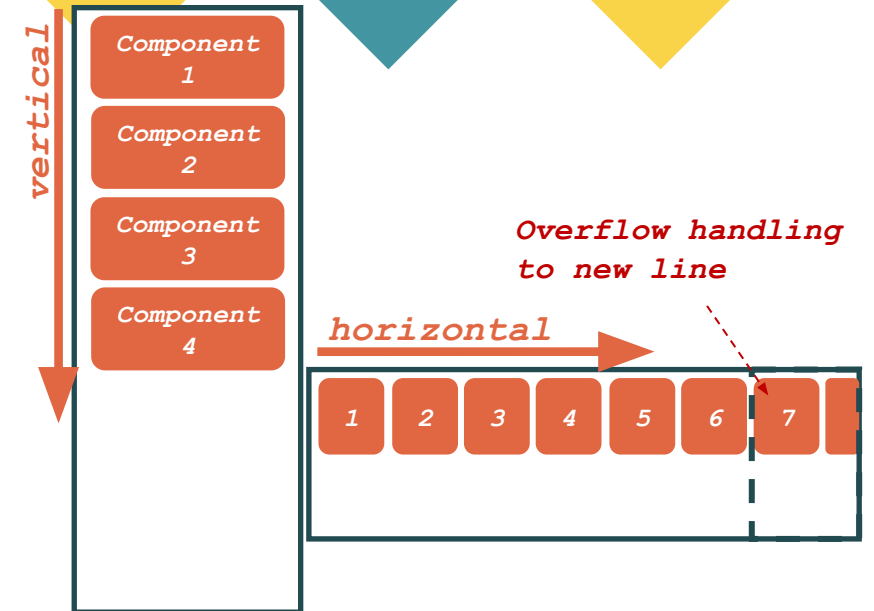 vertical
Component
1
Component
2
Component
3
Component
4
Overflow handling
to new line
horizontal
1 2 3 4 5 6 7